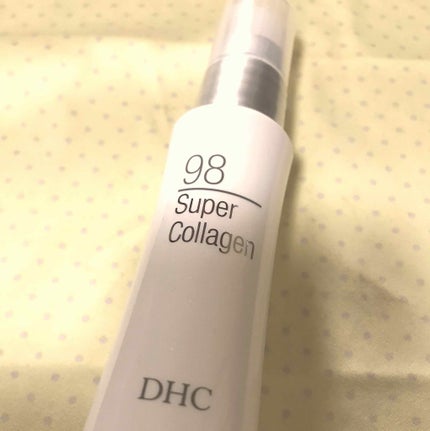 98
Super
Collagen
DHC